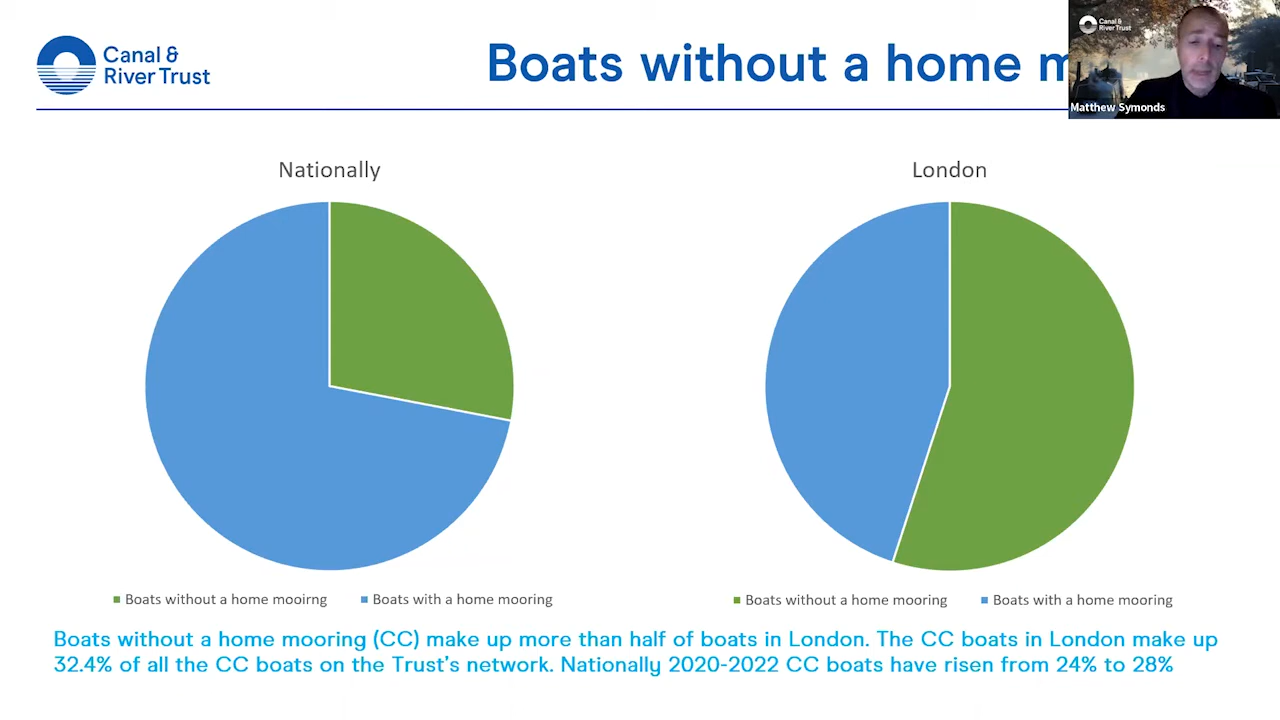 Canal &
River Trust
Boats without a home m
Canal &
River Trust
Matthew Symonds
Nationally
London
Boats without a home mooirng
Boats with a home mooring
Boats without a home mooring
Boats with a home mooring
Boats without a home mooring (CC) make up more than half of boats in London. The CC boats in London make up
32.4% of all the CC boats on the Trust's network. Nationally 2020-2022 CC boats have risen from 24% to 28%